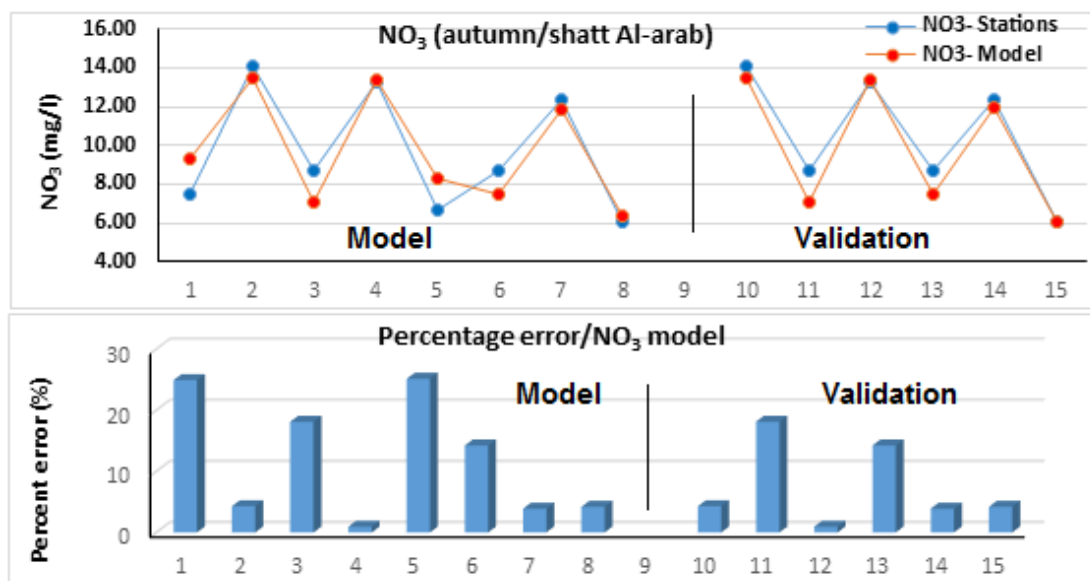 NO3 (autumn/shatt Al-arab)
NO3- Stations
NO3- Model
NO3 (mg/l)
16.00
14.00
12.00
10.00
8.00
6.00
4.00
Model
Validation
1 2 3 4 5 6 7 8 9 10 11 12 13 14 15
Percentage error/NO3 model
Percent error (%)
30
20
10
0
Model
Validation
1 2 3 4 5 6 7 8 9 10 11 12 13 14 15